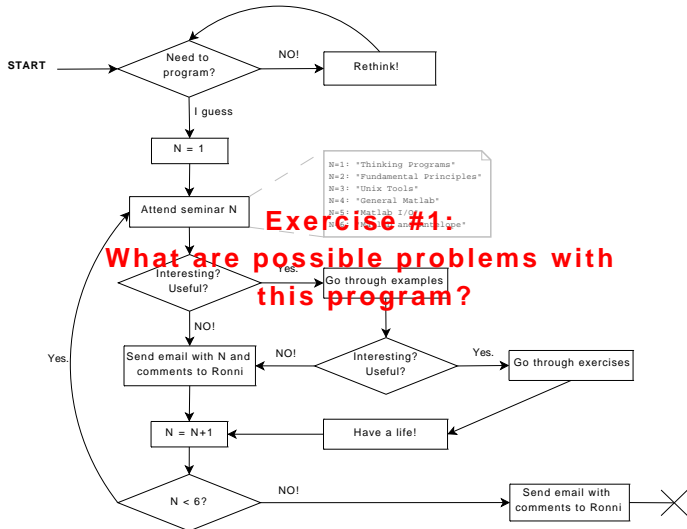 Need to
program?
START
NO!
Rethink!
I guess
N = 1
N=1: "Thinking Programs"
N=2: "Fundamental Principles"
N=3: "Unix Tools"
N=4: "General Matlab"
N=5: "Matlab I/O"
Attend seminar N
Exercise #1:
What are possible problems with
this program?
Interesting?
Useful?
Yes.
Go through examples
NO!
Send email with N and
comments to Ronni
NO!
Interesting?
Useful?
Yes.
Go through exercises
Yes.
N = N+1
Have a life!
N < 6?
NO!
Send email with
comments to Ronni